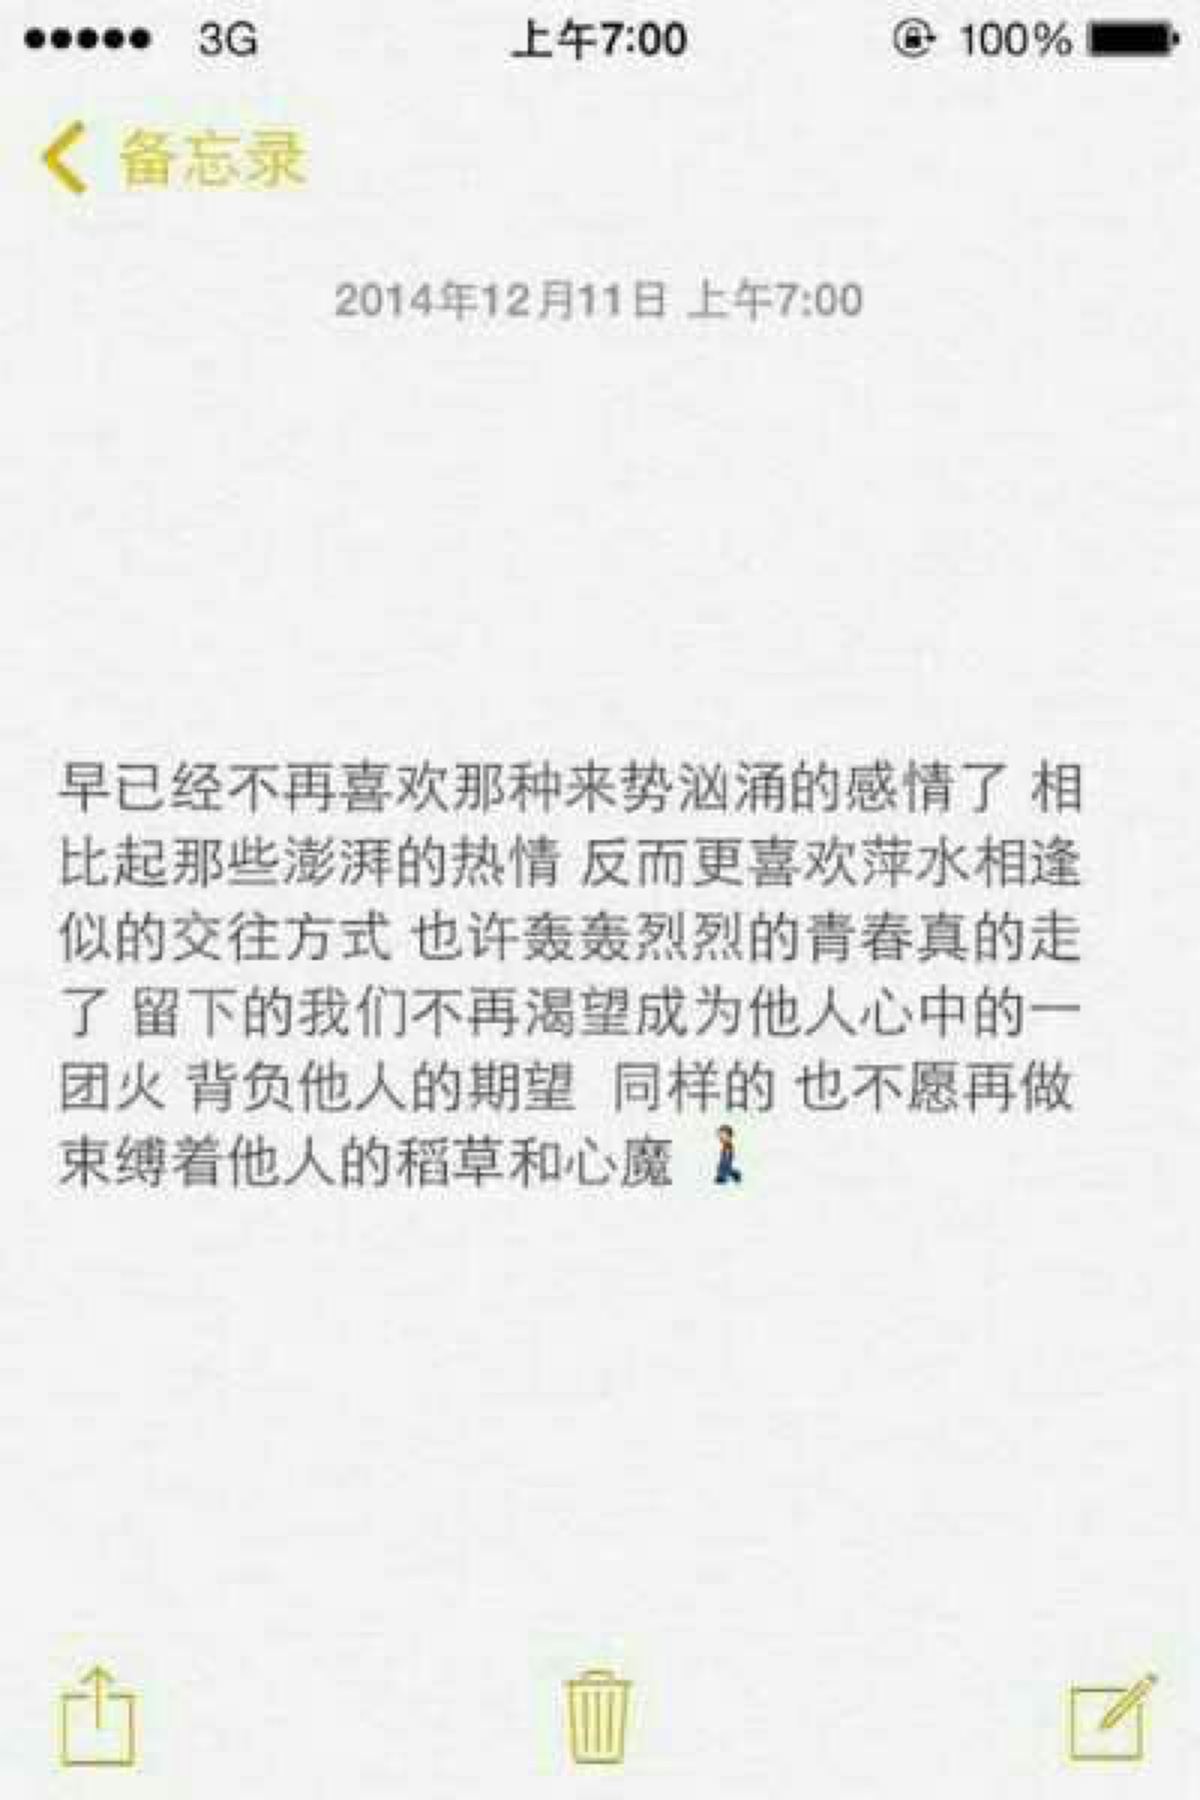 3G 上午7:00 100%
备忘录
2014年12月11日 上午7:00
早已经不再喜欢那种来势汹涌的感情了 相
比起那些澎湃的热情 反而更喜欢萍水相逢
似的交往方式 也许轰轰烈烈的青春真的走
了 留下的我们不再渴望成为他人心中的一
团火 背负他人的期望 同样的 也不愿再做
束缚着他人的稻草和心魔